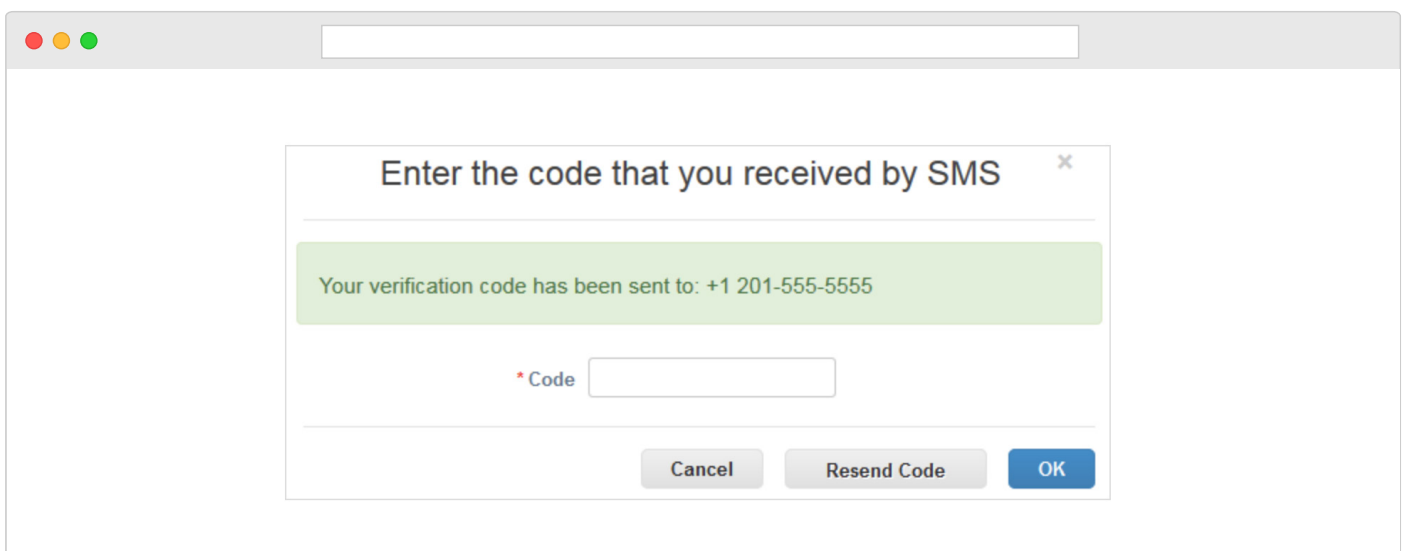 Enter the code that you received by SMS ×
Your verification code has been sent to: +1 201-555-5555
* Code
Cancel Resend Code OK